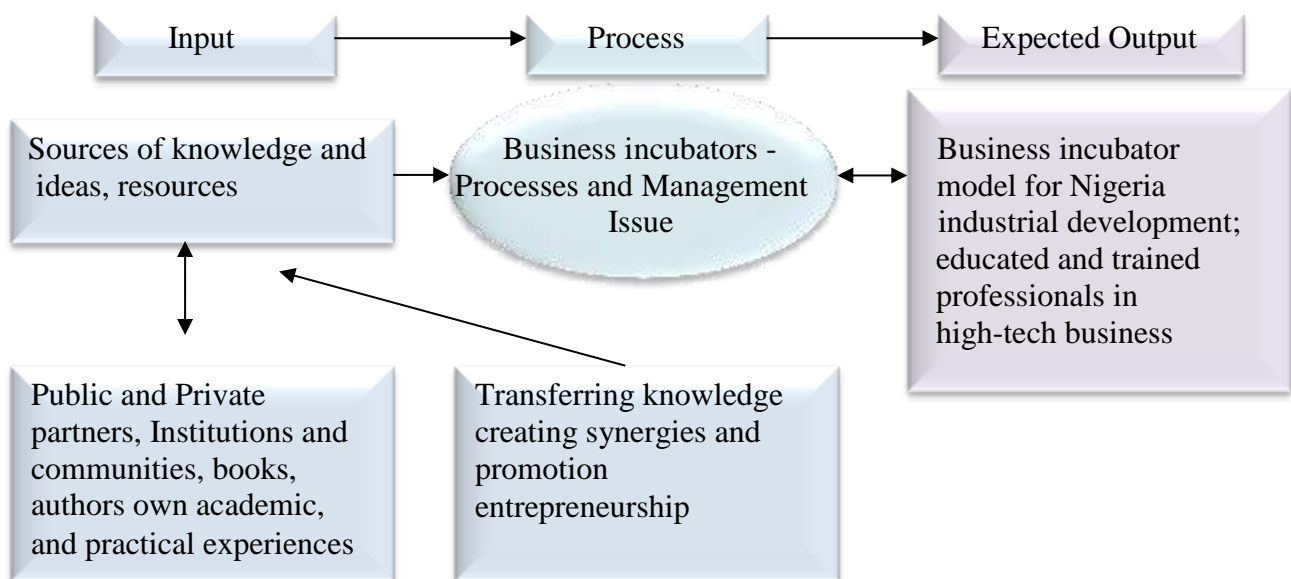 Input
Process
Expected Output
Sources of knowledge and
ideas, resources
Business incubators -
Processes and Management
Issue
Business incubator
model for Nigeria
industrial development;
educated and trained
professionals in
high-tech business
Public and Private
partners, Institutions and
communities, books,
authors own academic,
and practical experiences
Transferring knowledge
creating synergies and
promotion
entrepreneurship